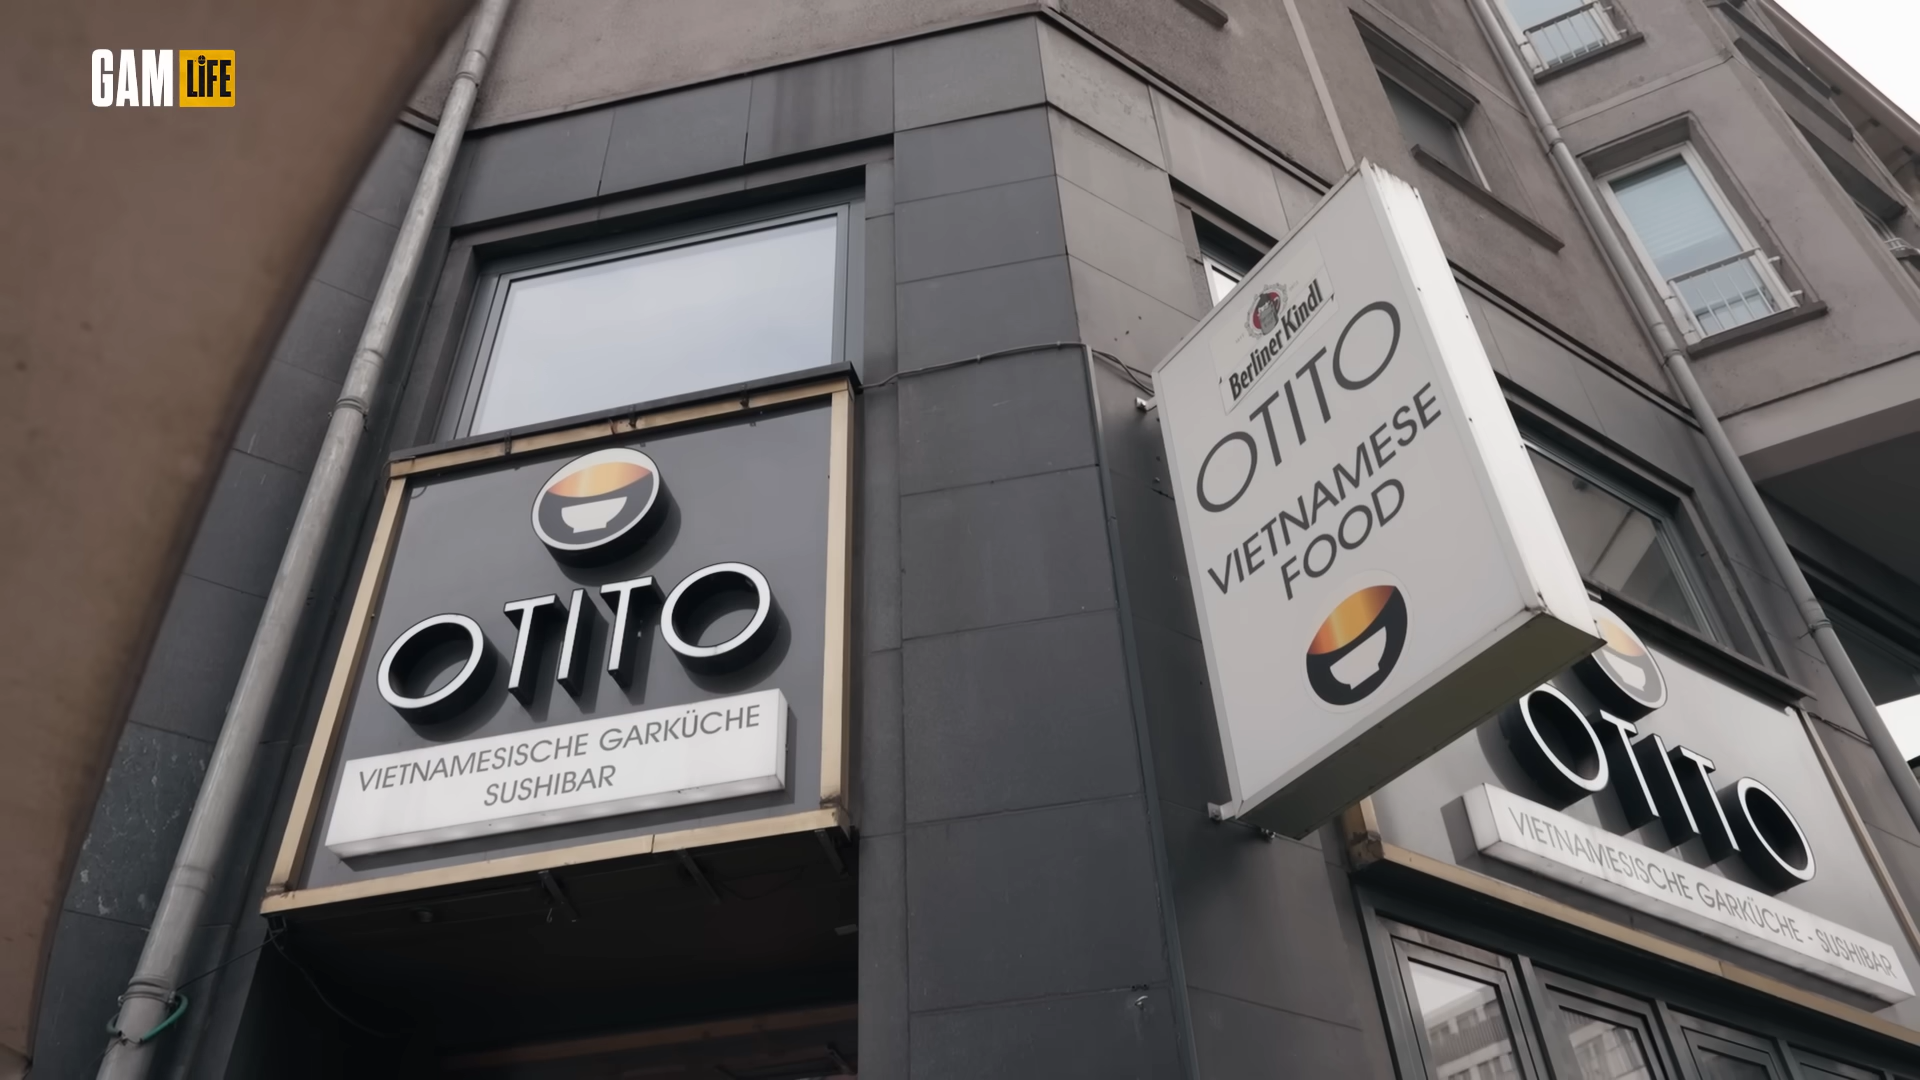 GAM LIFE
OTITO
VIETNAMESISCHE GARKÜCHE
SUSHIBAR
Berliner Kindl
OTITO
VIETNAMESE
FOOD
OTITO
VIETNAMESISCHE GARKÜCHE - SUSHIBAR